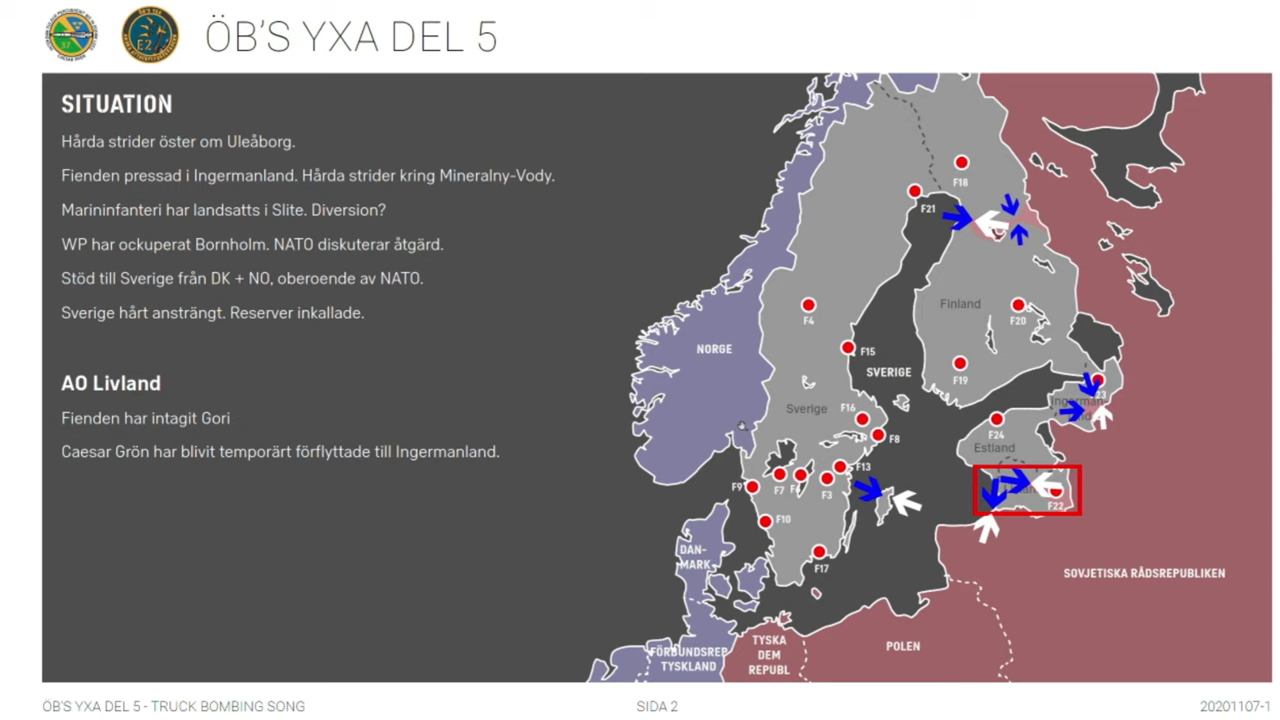 ÖB'S YXA DEL 5
SITUATION
Hårda strider öster om Uleåborg.
Fienden pressad i Ingermanland. Hårda strider kring Mineralny-Vody.
Marininfanteri har landsatts i Slite. Diversion?
WP har ockuperat Bornholm. NATO diskuterar åtgärd.
Stöd till Sverige från DK + NO, oberoende av NATO.
Sverige hårt ansträngt. Reserver inkallade.
AO Livland
Fienden har intagit Gori
Caesar Grön har blivit temporärt förflyttade till Ingermanland.
F18
F21
Finland
F4
F20
NORGE
F15
SVERIGE
F19
Sverige
F16
F24
F8
Estland
F13
F9
F7
F3
F22
F10
DAN-
MARK
F17
SOVJETISKA RÅDSREPUBLIKEN
TYSKA
DEM
REPUBL
POLEN
FÖRBUNDSREP
TYSKLAND
ÖB'S YXA DEL 5 - TRUCK BOMBING SONG
SIDA 2
20201107-1